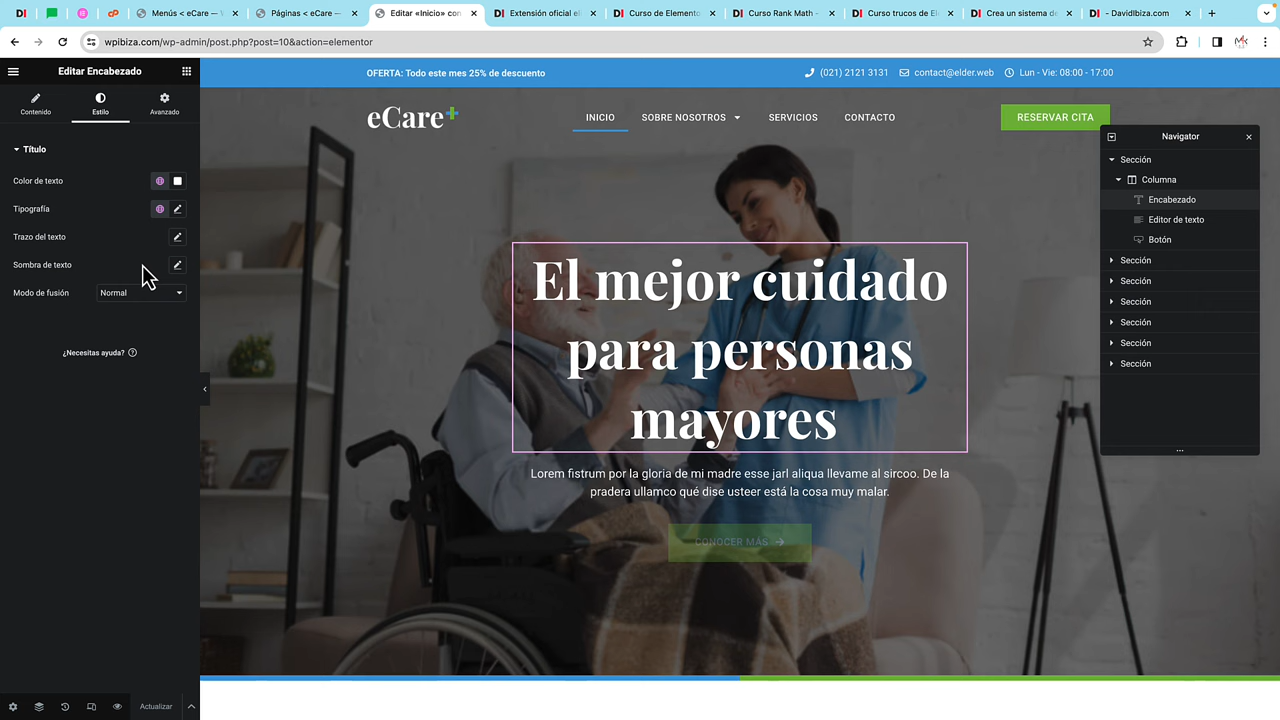 Menús < eCare — V
Páginas < eCare —
Editar «Inicio» con
Extensión oficial el
Curso de Elemento
Curso Rank Math -
Curso trucos de El
Crea un sistema de
- DavidIbiza.com
wpibiza.com/wp-admin/post.php?post=10&action=elementor
Editar Encabezado
Contenido
Estilo
Avanzado
Título
Color de texto
Tipografía
Trazo del texto
Sombra de texto
Modo de fusión
Normal
¿Necesitas ayuda?
Actualizar
OFERTA: Todo este mes 25% de descuento
(021) 2121 3131
contact@elder.web
Lun - Vie: 08:00 - 17:00
eCare+
INICIO
SOBRE NOSOTROS
SERVICIOS
CONTACTO
RESERVAR CITA
El mejor cuidado
para personas
mayores
Lorem fistrum por la gloria de mi madre esse jarl aliqua llevame al sircoo. De la
pradera ullamco qué dise usteer está la cosa muy malar.
CONOCER MÁS
Navigator
Sección
Columna
Encabezado
Editor de texto
Botón
Sección
Sección
Sección
Sección
Sección
Sección